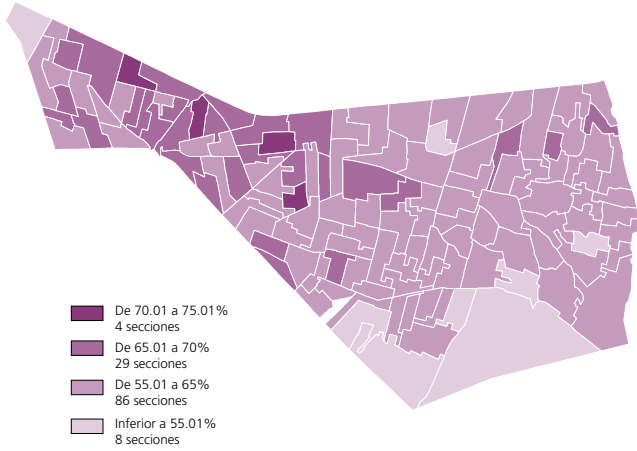 De 70.01 a 75.01%
4 secciones
De 65.01 a 70%
29 secciones
De 55.01 a 65%
86 secciones
Inferior a 55.01%
8 secciones